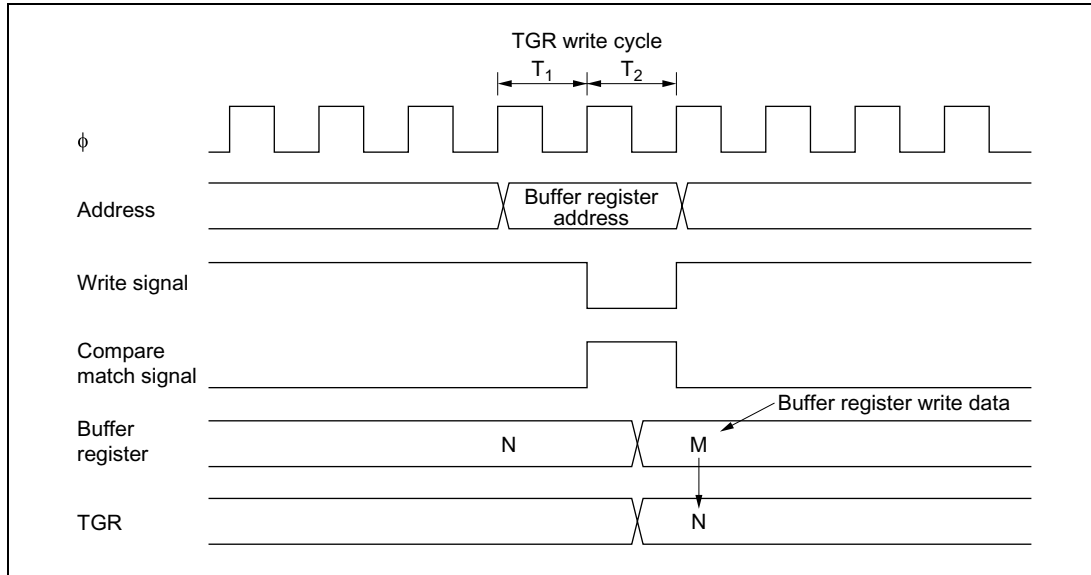 TGR write cycle
T₁ T₂
ϕ
Address
Buffer register
address
Write signal
Compare
match signal
Buffer register write data
Buffer
register
N M
TGR
N